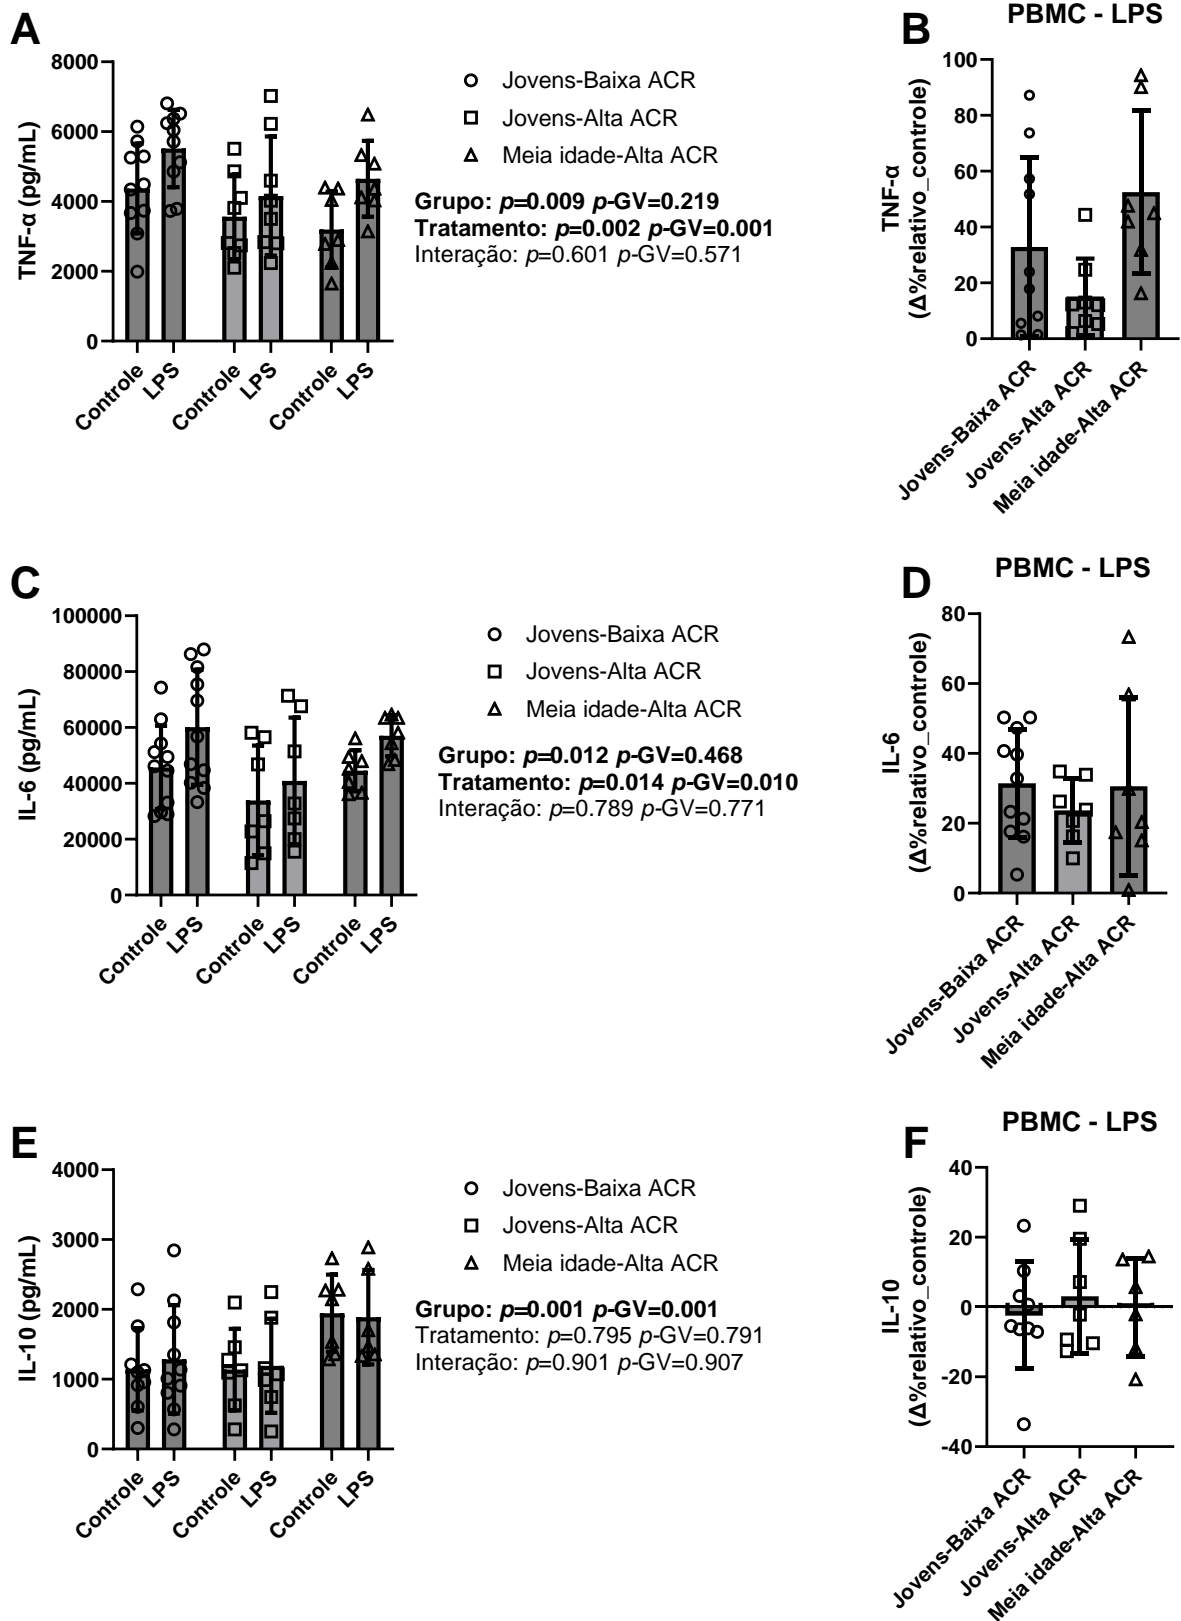 A
TNF-α (pg/mL)
8000
6000
4000
2000
0
Controle
LPS
Controle
LPS
Controle
LPS
Jovens-Baixa ACR
Jovens-Alta ACR
Meia idade-Alta ACR
Grupo: p=0.009 p-GV=0.219
Tratamento: p=0.002 p-GV=0.001
Interação: p=0.601 p-GV=0.571
B
PBMC - LPS
TNF-α
(Δ%relativo_controle)
100
80
60
40
20
0
Jovens-Baixa ACR
Jovens-Alta ACR
Meia idade-Alta ACR
C
IL-6 (pg/mL)
100000
80000
60000
40000
20000
0
Controle
LPS
Controle
LPS
Controle
LPS
Jovens-Baixa ACR
Jovens-Alta ACR
Meia idade-Alta ACR
Grupo: p=0.012 p-GV=0.468
Tratamento: p=0.014 p-GV=0.010
Interação: p=0.789 p-GV=0.771
D
PBMC - LPS
IL-6
(Δ%relativo_controle)
80
60
40
20
0
Jovens-Baixa ACR
Jovens-Alta ACR
Meia idade-Alta ACR
E
IL-10 (pg/mL)
4000
3000
2000
1000
0
Controle
LPS
Controle
LPS
Controle
LPS
Jovens-Baixa ACR
Jovens-Alta ACR
Meia idade-Alta ACR
Grupo: p=0.001 p-GV=0.001
Tratamento: p=0.795 p-GV=0.791
Interação: p=0.901 p-GV=0.907
F
PBMC - LPS
IL-10
(Δ%relativo_controle)
40
20
0
-20
-40
Jovens-Baixa ACR
Jovens-Alta ACR
Meia idade-Alta ACR